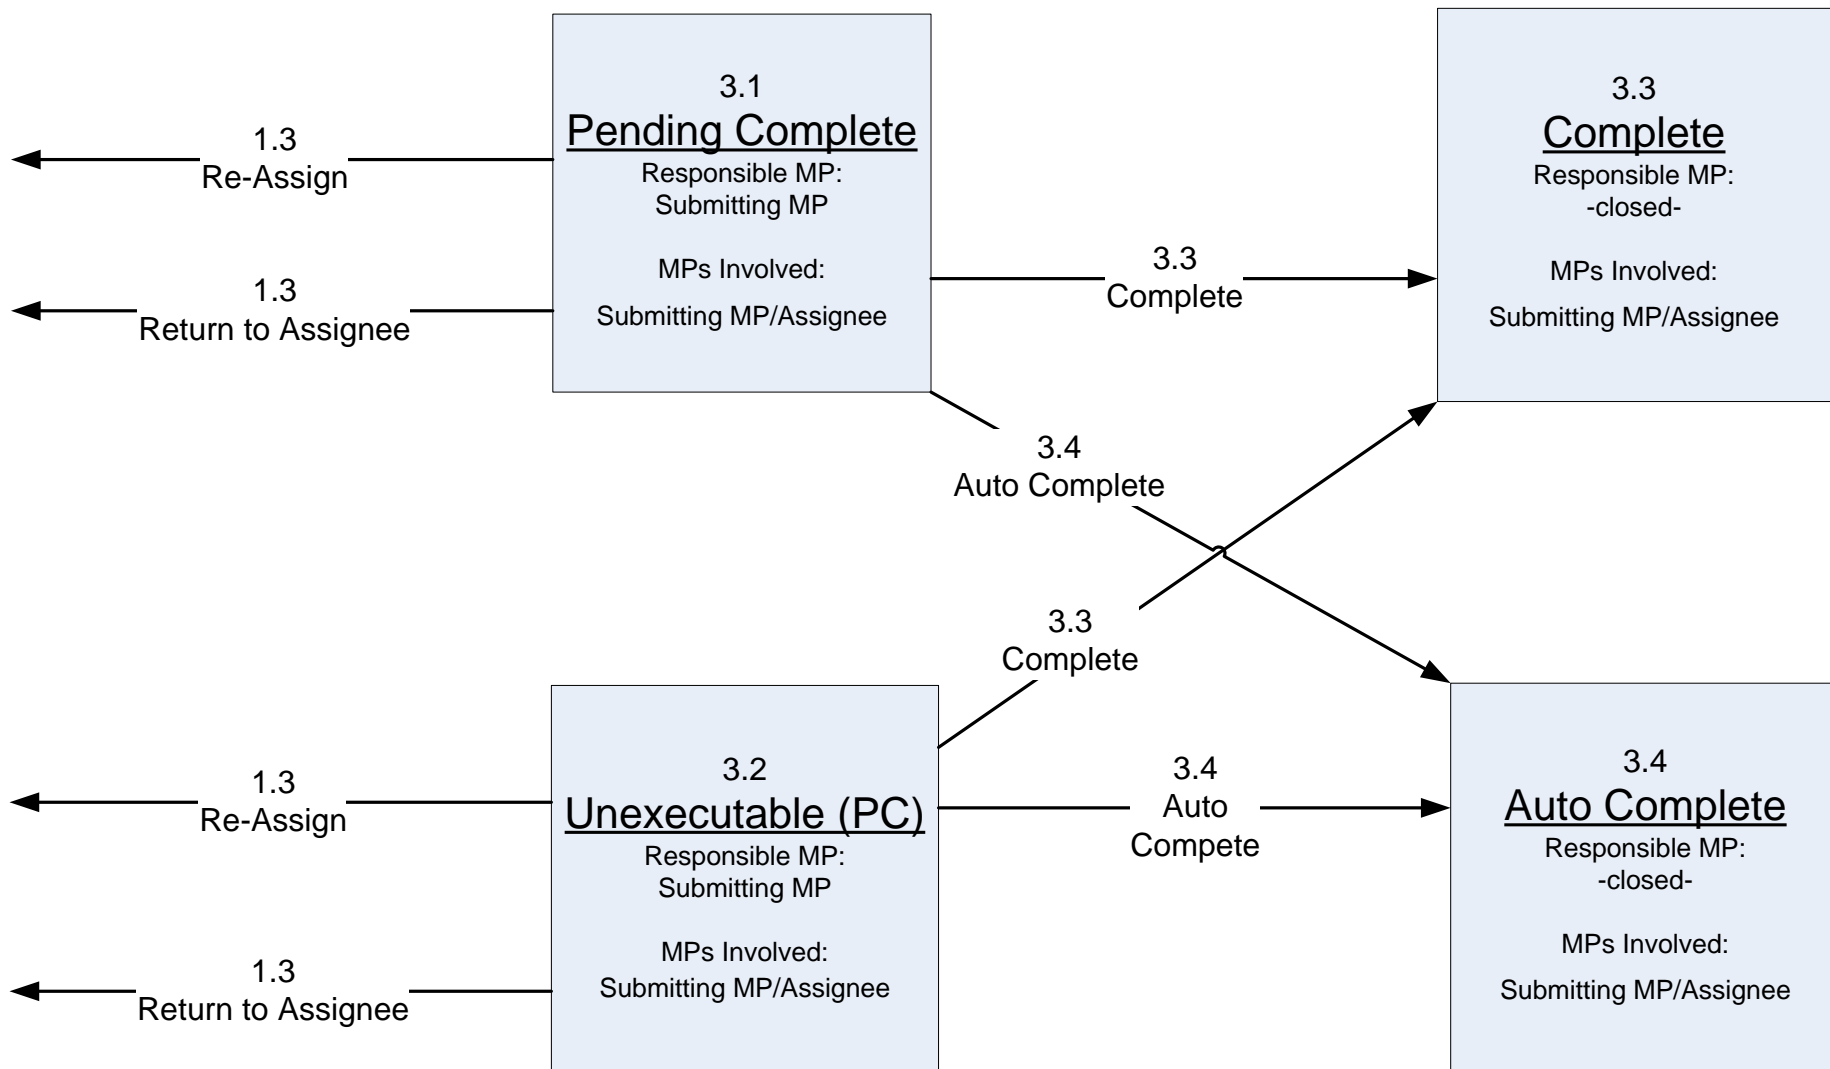 3.1
Pending Complete
Responsible MP:
Submitting MP
MPs Involved:
Submitting MP/Assignee
1.3
Re-Assign
1.3
Return to Assignee
3.3
Complete
3.3
Complete
Responsible MP:
-closed-
MPs Involved:
Submitting MP/Assignee
3.4
Auto Complete
3.3
Complete
3.2
Unexecutable (PC)
Responsible MP:
Submitting MP
MPs Involved:
Submitting MP/Assignee
1.3
Re-Assign
1.3
Return to Assignee
3.4
Auto
Compete
3.4
Auto Complete
Responsible MP:
-closed-
MPs Involved:
Submitting MP/Assignee